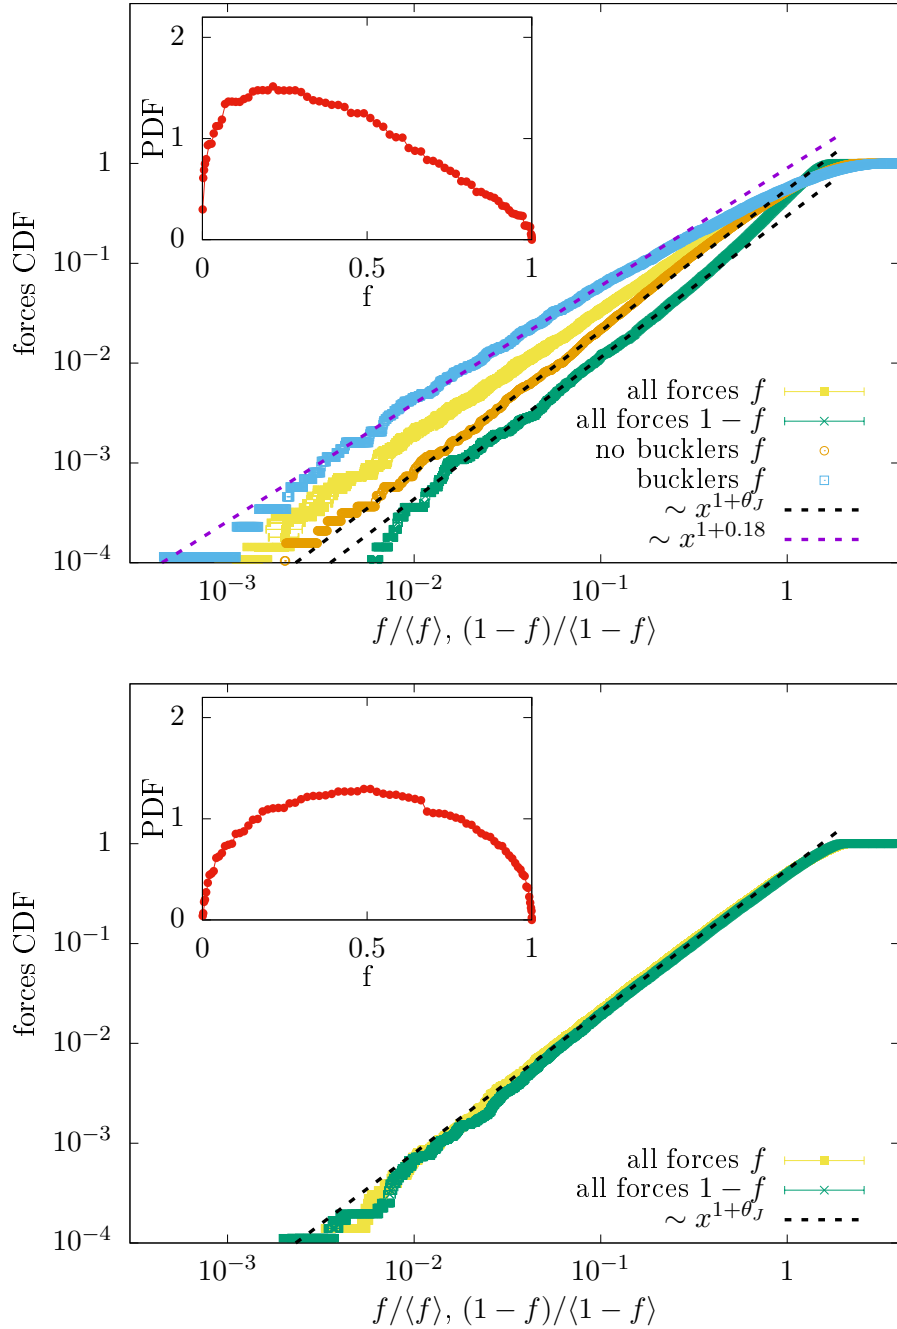 2
1
0
PDF
0
0.5
1
f
1
10⁻¹
10⁻²
10⁻³
10⁻⁴
forces CDF
all forces f
all forces 1 − f
no bucklers f
bucklers f
∼ x^{1+θ_J}
∼ x^{1+0.18}
10⁻³
10⁻²
10⁻¹
1
f/⟨f⟩, (1 − f)/⟨1 − f⟩
2
1
0
PDF
0
0.5
1
f
1
10⁻¹
10⁻²
10⁻³
10⁻⁴
forces CDF
all forces f
all forces 1 − f
∼ x^{1+θ_J}
10⁻³
10⁻²
10⁻¹
1
f/⟨f⟩, (1 − f)/⟨1 − f⟩